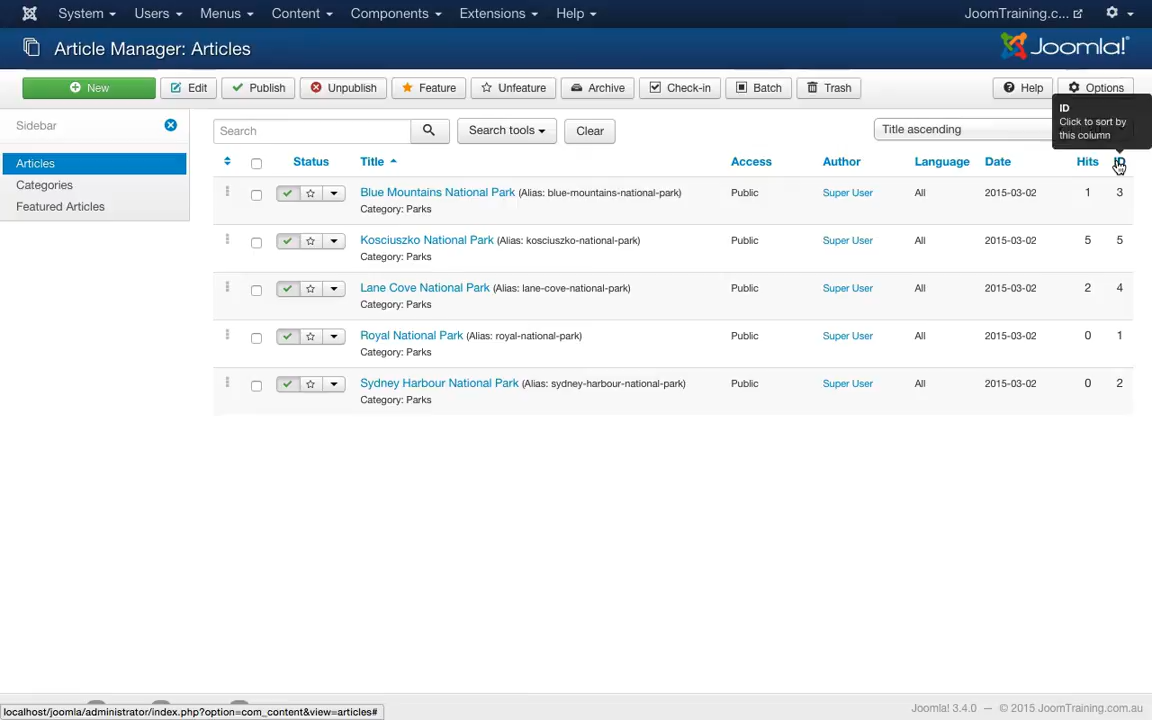 System Users Menus Content Components Extensions Help JoomTraining.c...
Article Manager: Articles Joomla!
New Edit Publish Unpublish Feature Unfeature Archive Check-in Batch Trash Help Options
ID
Click to sort by
this column
Sidebar
Articles
Categories
Featured Articles
Search Search tools Clear Title ascending
Status Title Access Author Language Date Hits ID
Blue Mountains National Park (Alias: blue-mountains-national-park) Public Super User All 2015-03-02 1 3
Category: Parks
Kosciuszko National Park (Alias: kosciuszko-national-park) Public Super User All 2015-03-02 5 5
Category: Parks
Lane Cove National Park (Alias: lane-cove-national-park) Public Super User All 2015-03-02 2 4
Category: Parks
Royal National Park (Alias: royal-national-park) Public Super User All 2015-03-02 0 1
Category: Parks
Sydney Harbour National Park (Alias: sydney-harbour-national-park) Public Super User All 2015-03-02 0 2
Category: Parks
localhost/joomla/administrator/index.php?option=com_content&view=articles#
Joomla! 3.4.0 — © 2015 JoomTraining.com.au